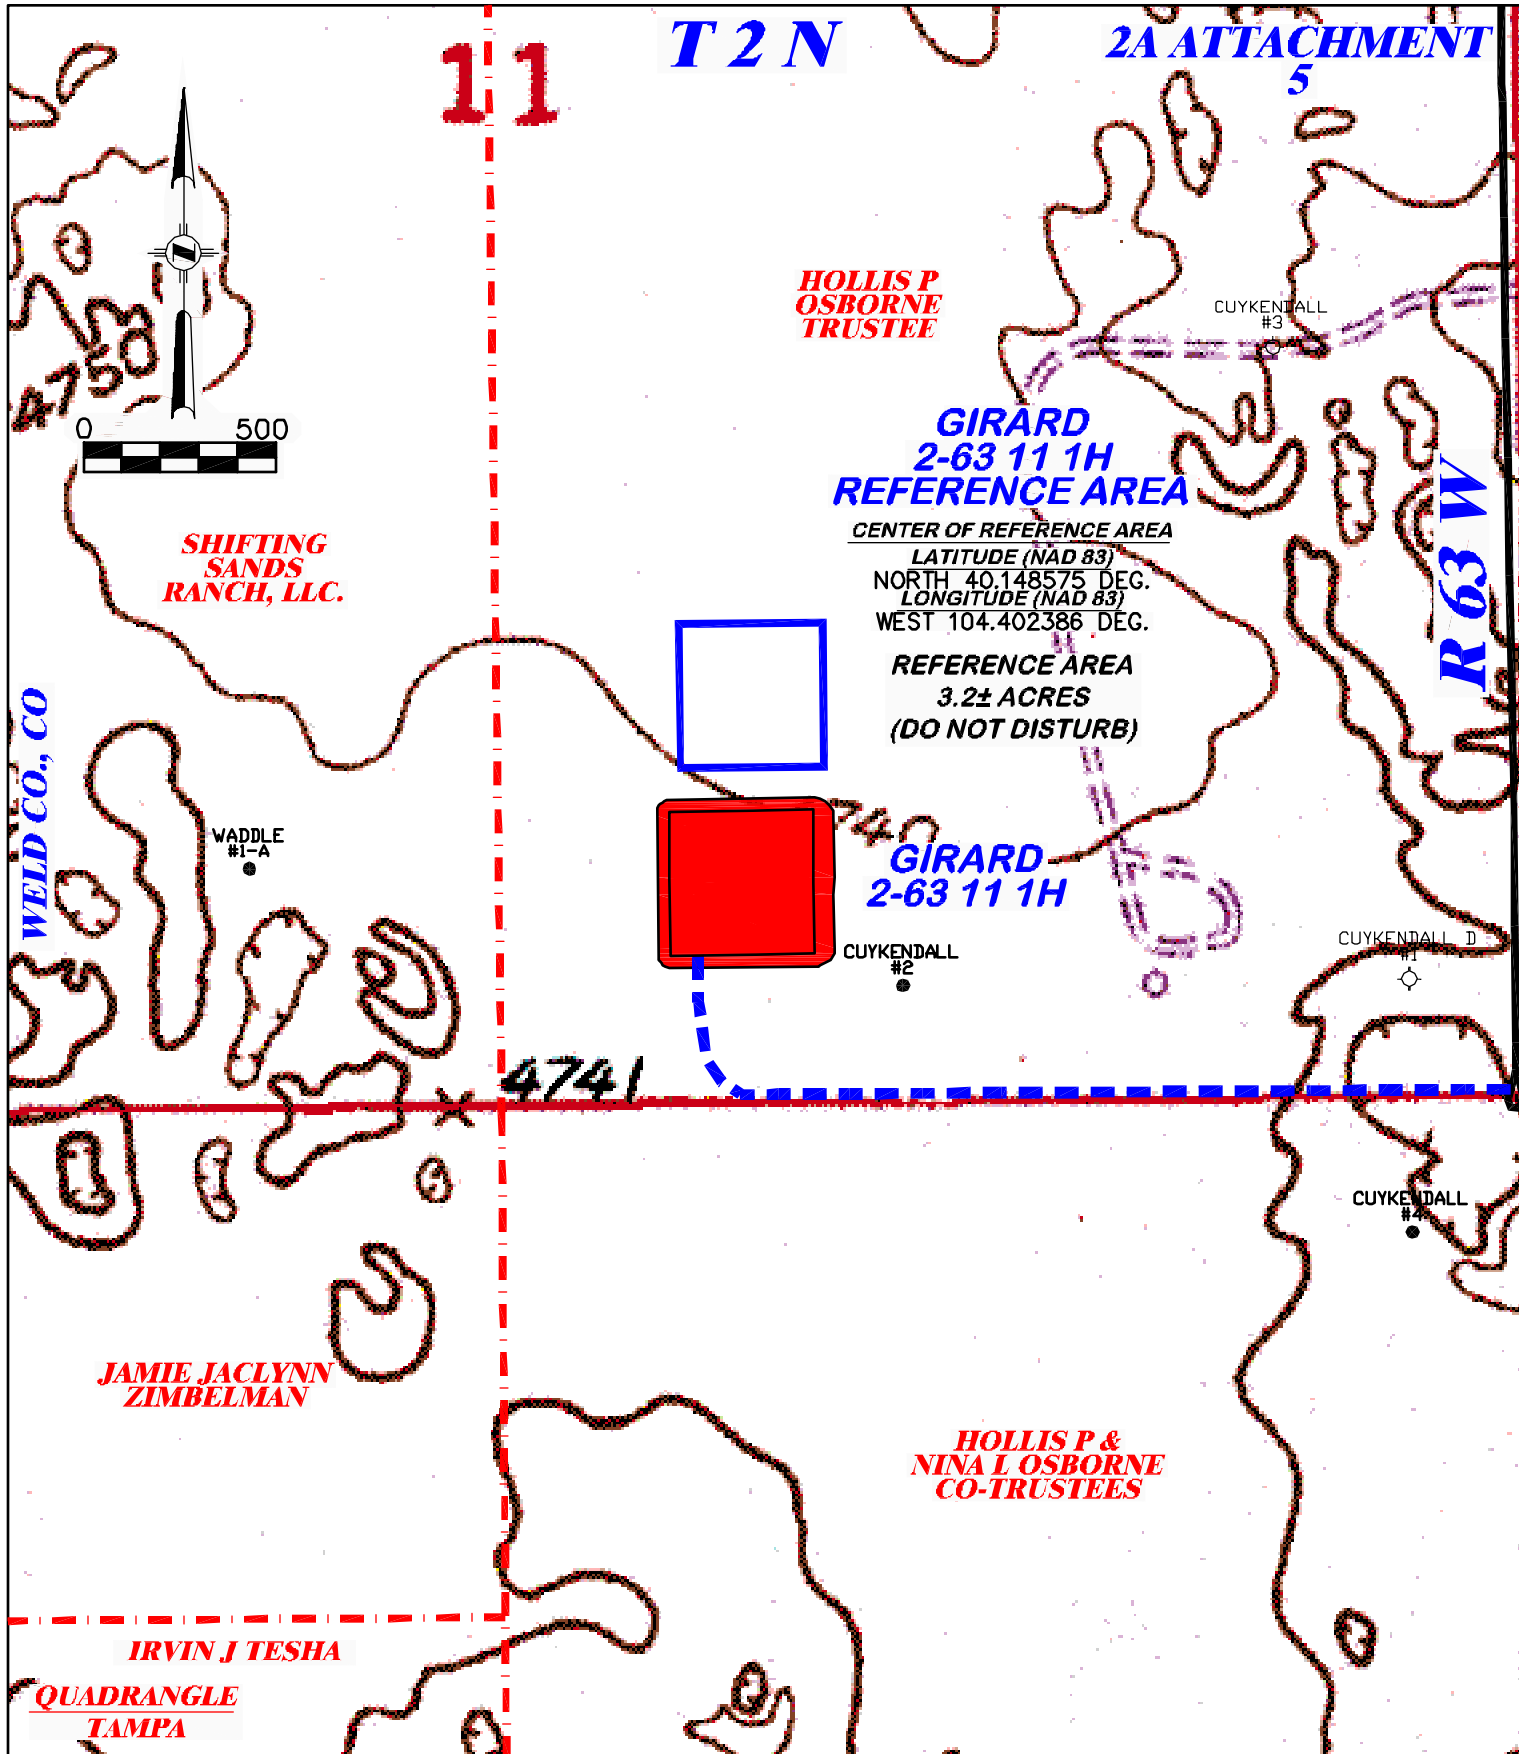 T 2 N
2A ATTACHMENT
5
11
HOLLIS P
OSBORNE
TRUSTEE
CUYKENDALL
#3
4750
0 500
GIRARD
2-63 11 1H
REFERENCE AREA
CENTER OF REFERENCE AREA
LATITUDE (NAD 83)
NORTH 40.148575 DEG.
LONGITUDE (NAD 83)
WEST 104.402386 DEG.
REFERENCE AREA
3.2± ACRES
(DO NOT DISTURB)
R 63 W
SHIFTING
SANDS
RANCH, LLC.
WELD CO., CO
WADDLE
#1-A
GIRARD
2-63 11 1H
CUYKENDALL
#2
CUYKENDALL D
#1
4741
CUYKENDALL
#4
JAMIE JACLYNN
ZIMBELMAN
HOLLIS P &
NINA L OSBORNE
CO-TRUSTEES
IRVIN J TESHA
QUADRANGLE
TAMPA